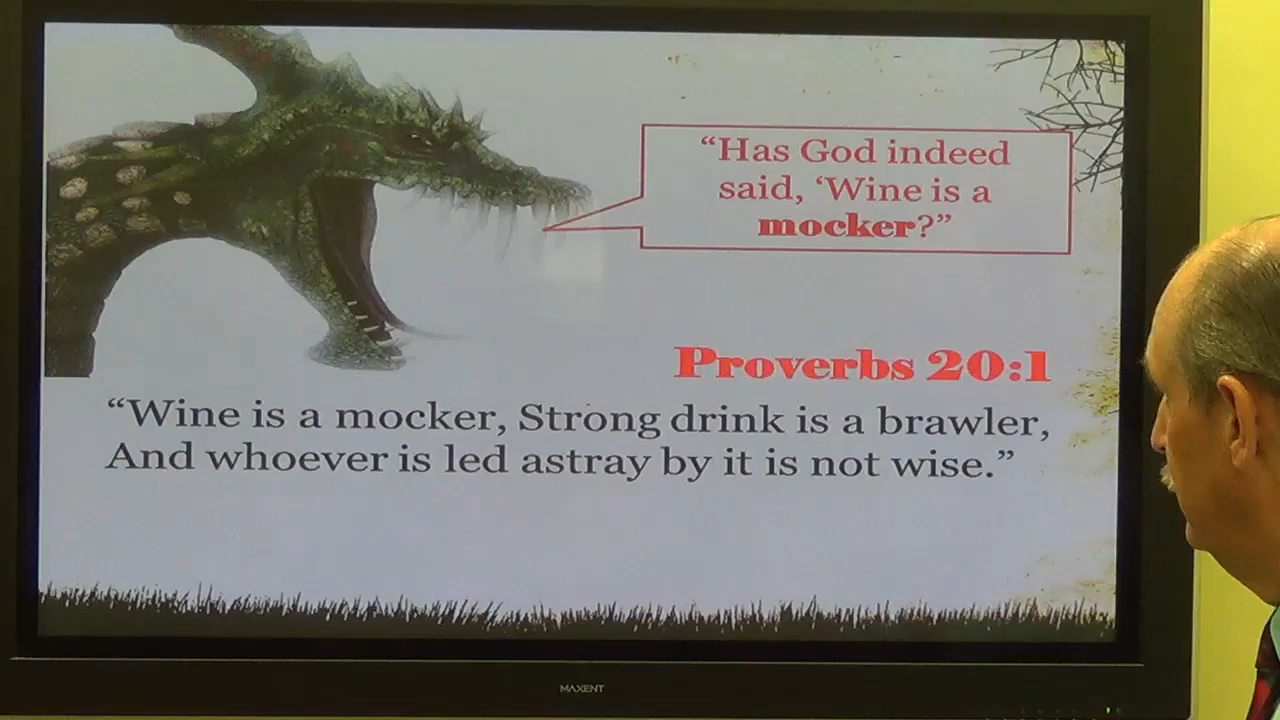 “Has God indeed
said, ‘Wine is a
mocker?”
Proverbs 20:1
“Wine is a mocker, Strong drink is a brawler,
And whoever is led astray by it is not wise.”
MAXENT